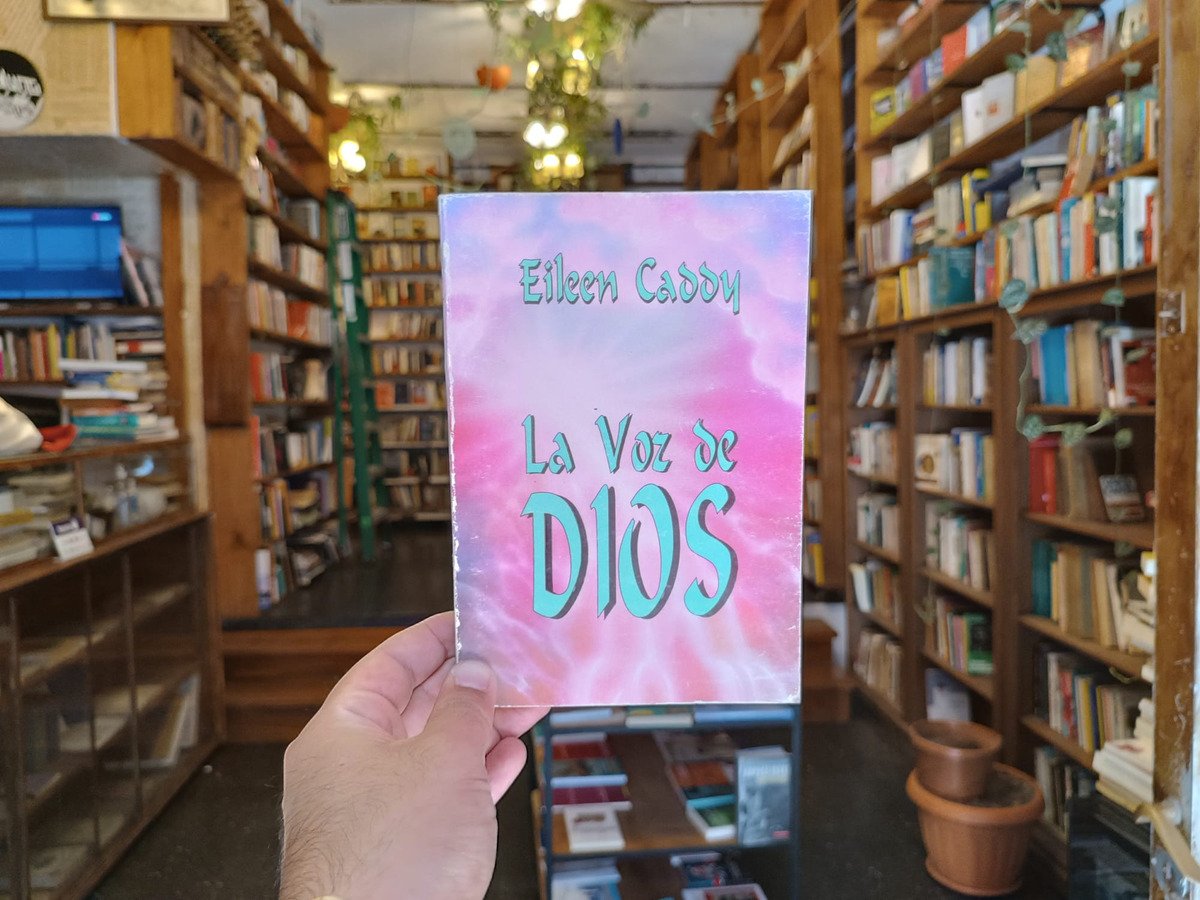 Eileen Caddy
La Voz de
DIOS